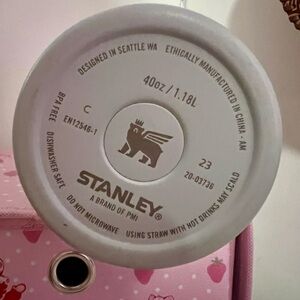 DESIGNED IN SEATTLE WA
ETHICALLY MANUFACTURED IN CHINA - AM
40oz / 1.18L
BPA FREE
C
EN12546-1
23
20-03736
STANLEY®
A BRAND OF PMI
DISHWASHER SAFE
DO NOT MICROWAVE
USING STRAW WITH HOT DRINKS MAY SCALD